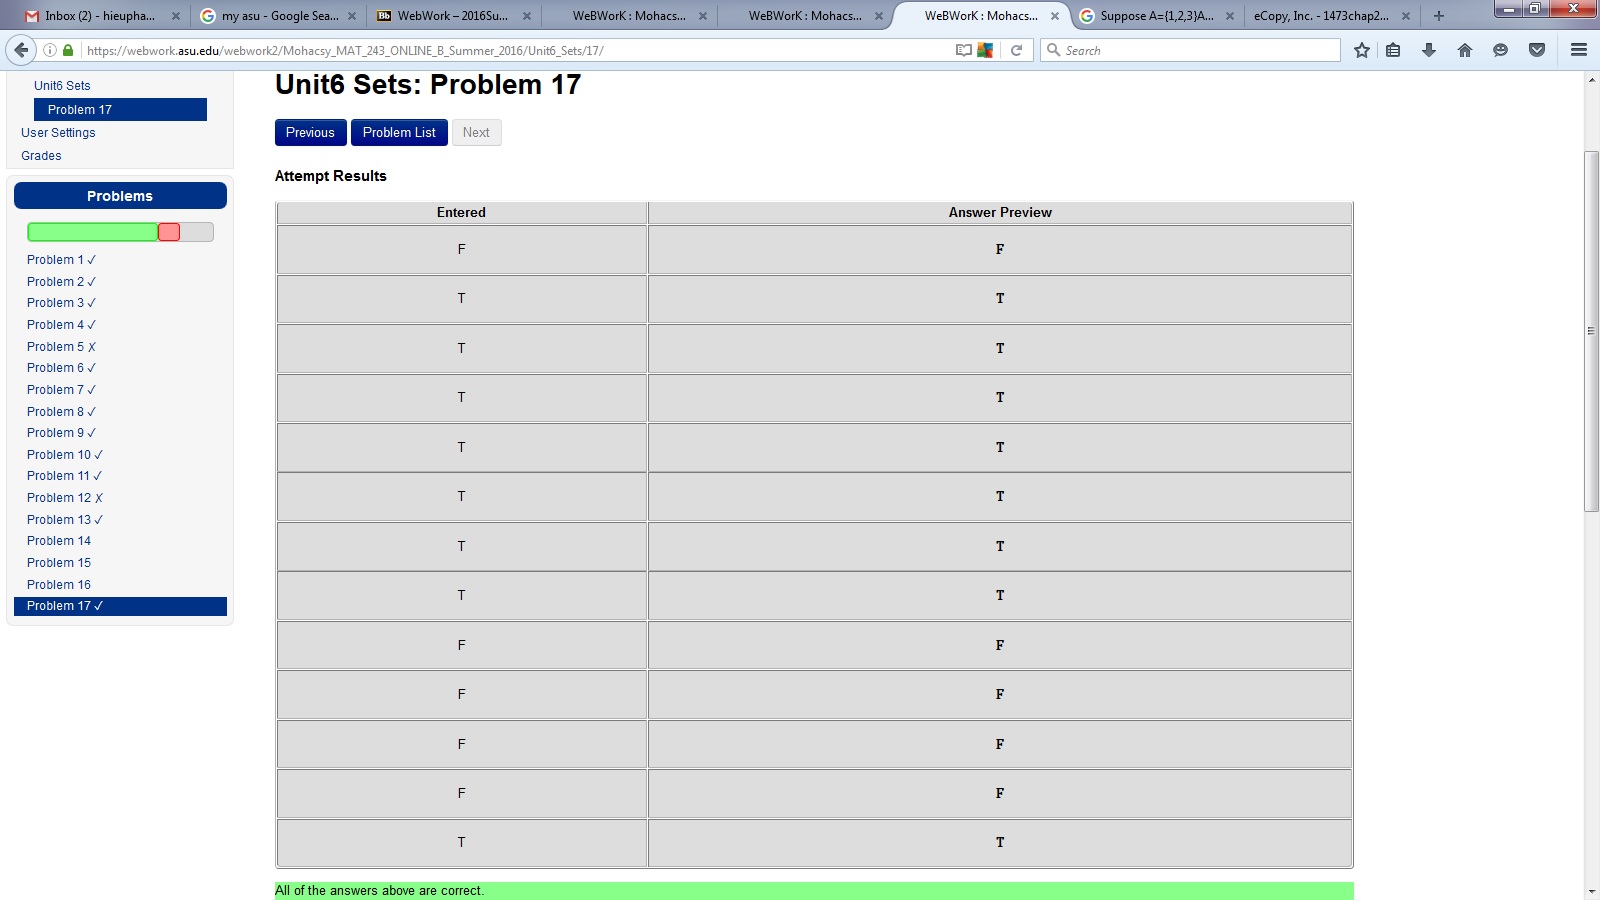 Inbox (2) - hieupha...
my asu - Google Sea...
Bb WebWork – 2016Su...
WeBWorK : Mohacs...
WeBWorK : Mohacs...
WeBWorK : Mohacs...
Suppose A={1,2,3}A...
eCopy, Inc. - 1473chap2...
https://webwork.asu.edu/webwork2/Mohacsy_MAT_243_ONLINE_B_Summer_2016/Unit6_Sets/17/
Search
Unit6 Sets
Problem 17
User Settings
Grades
Problems
Problem 1 ✓
Problem 2 ✓
Problem 3 ✓
Problem 4 ✓
Problem 5 ✗
Problem 6 ✓
Problem 7 ✓
Problem 8 ✓
Problem 9 ✓
Problem 10 ✓
Problem 11 ✓
Problem 12 ✗
Problem 13 ✓
Problem 14
Problem 15
Problem 16
Problem 17 ✓
Unit6 Sets: Problem 17
Previous Problem List Next
Attempt Results
Entered Answer Preview
F F
T T
T T
T T
T T
T T
T T
T T
F F
F F
F F
F F
T T
All of the answers above are correct.